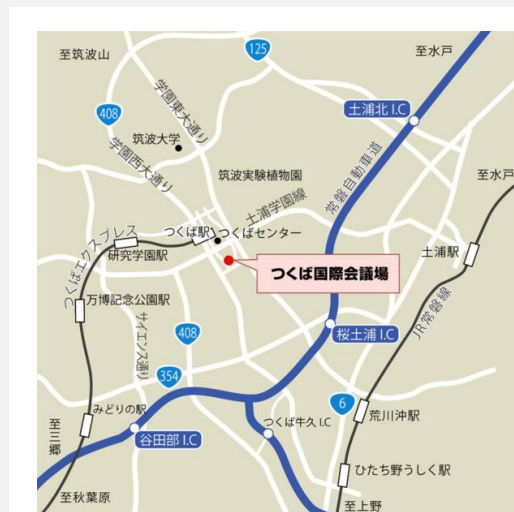 至筑波山
125
至水戸
408
学園東大通り
土浦北 I.C
筑波大学
学園西大通り
筑波実験植物園
常磐自動車道
至水戸
土浦学園線
つくばエクスプレス
つくば駅
つくばセンター
研究学園駅
土浦駅
つくば国際会議場
万博記念公園駅
JR常磐線
サイエンス通り
408
桜土浦 I.C
354
6
みどりの駅
荒川沖駅
つくば牛久 I.C
至三郷
谷田部 I.C
ひたち野うしく駅
至秋葉原
至上野